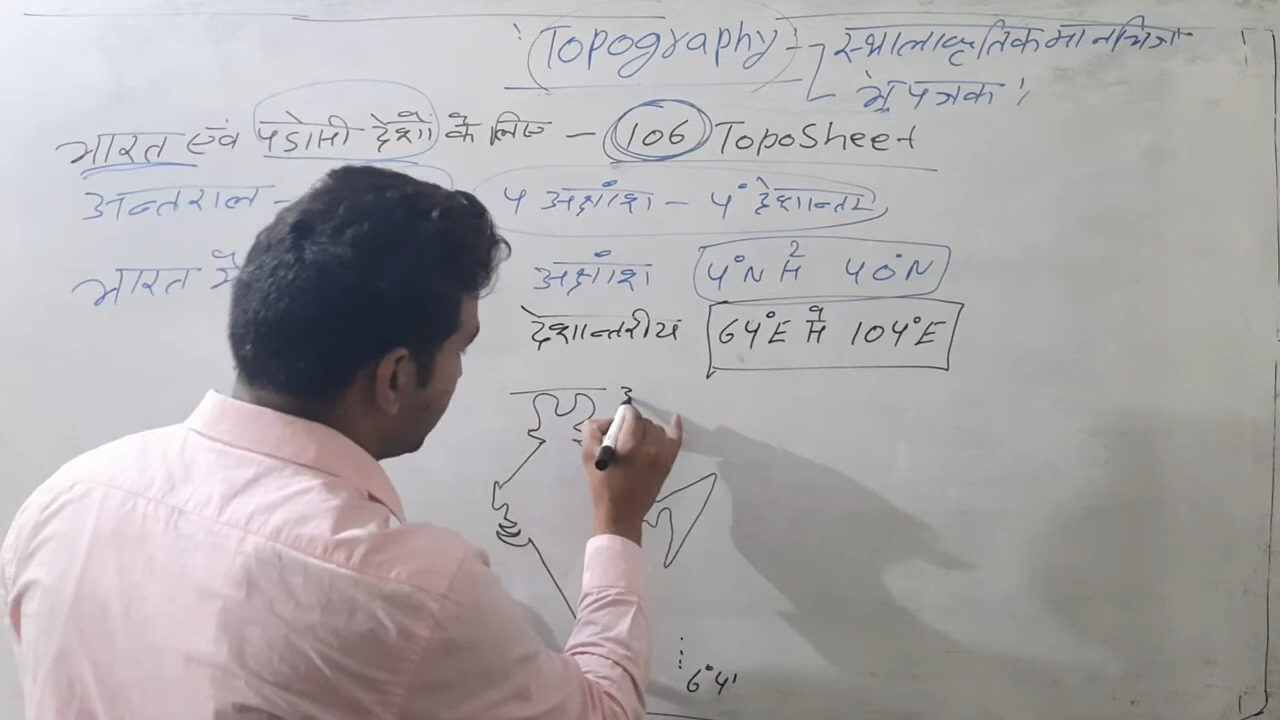 Topography - स्थालाकृतिक मानचित्र
भू पत्रक ।
भारत एवं पडोसी देशों के लिए - 106 TopoSheet
अन्तराल - 4 अक्षांश - 4° देशान्तर
भारत में अक्षांश 4°N से 40°N
देशान्तरीय 64°E से 104°E
3
6°4'